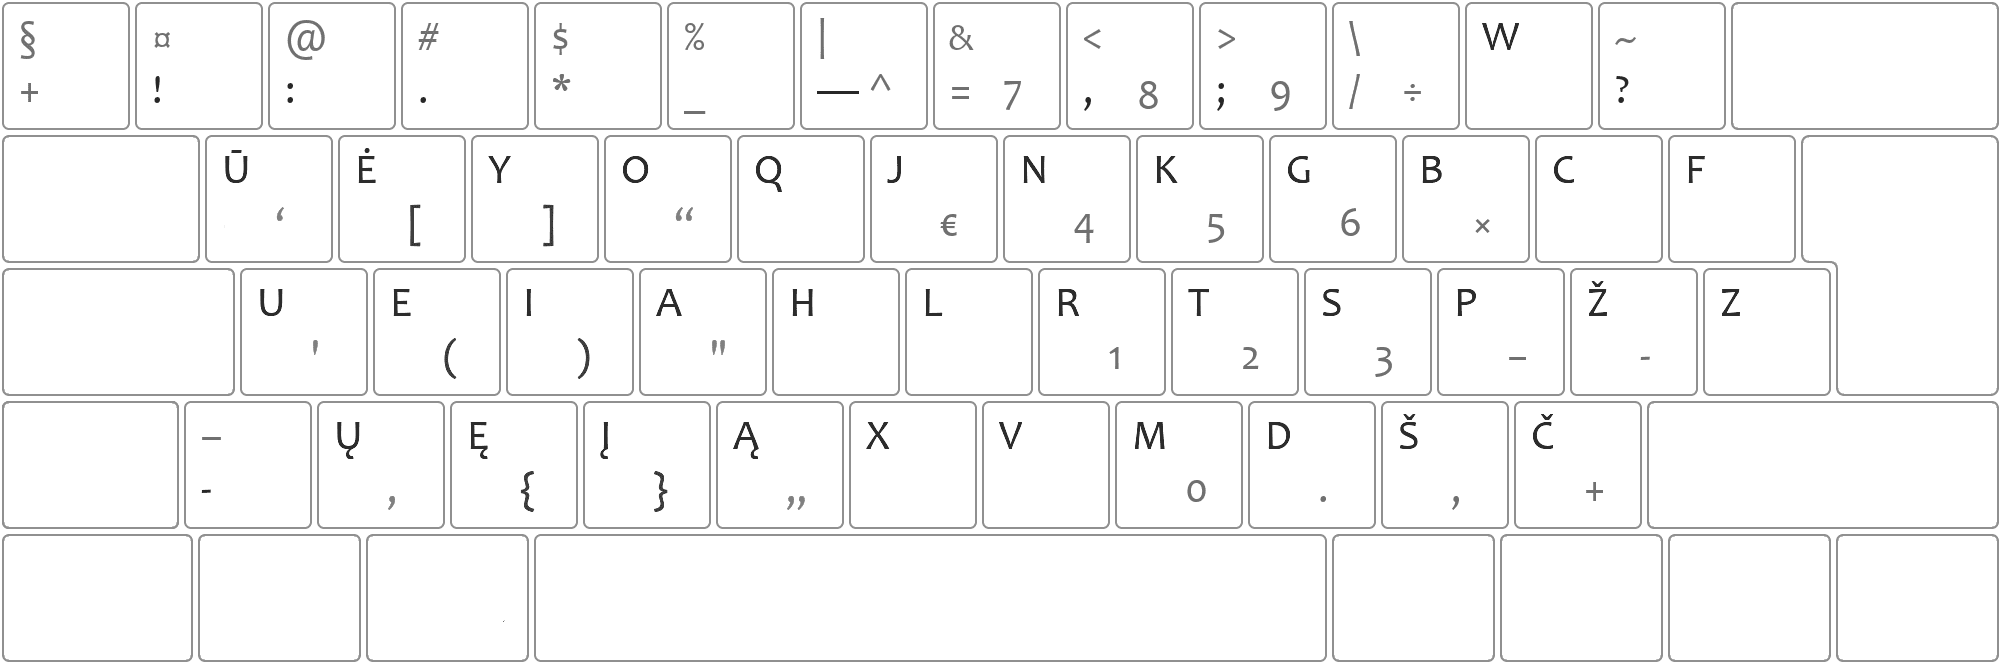 § ¤ @ # $ % | & < > \ W ~
+ ! : . * _ — ^ = 7 , 8 ; 9 / ÷ ?
Ū Ė Y O Q J N K G B C F
‘ [ ] “ € 4 5 6 ×
U E I A H L R T S P Ž Z
' ( ) " 1 2 3 – -
– Ų Ę Į Ą X V M D Š Č
- , { } „ 0 . , +